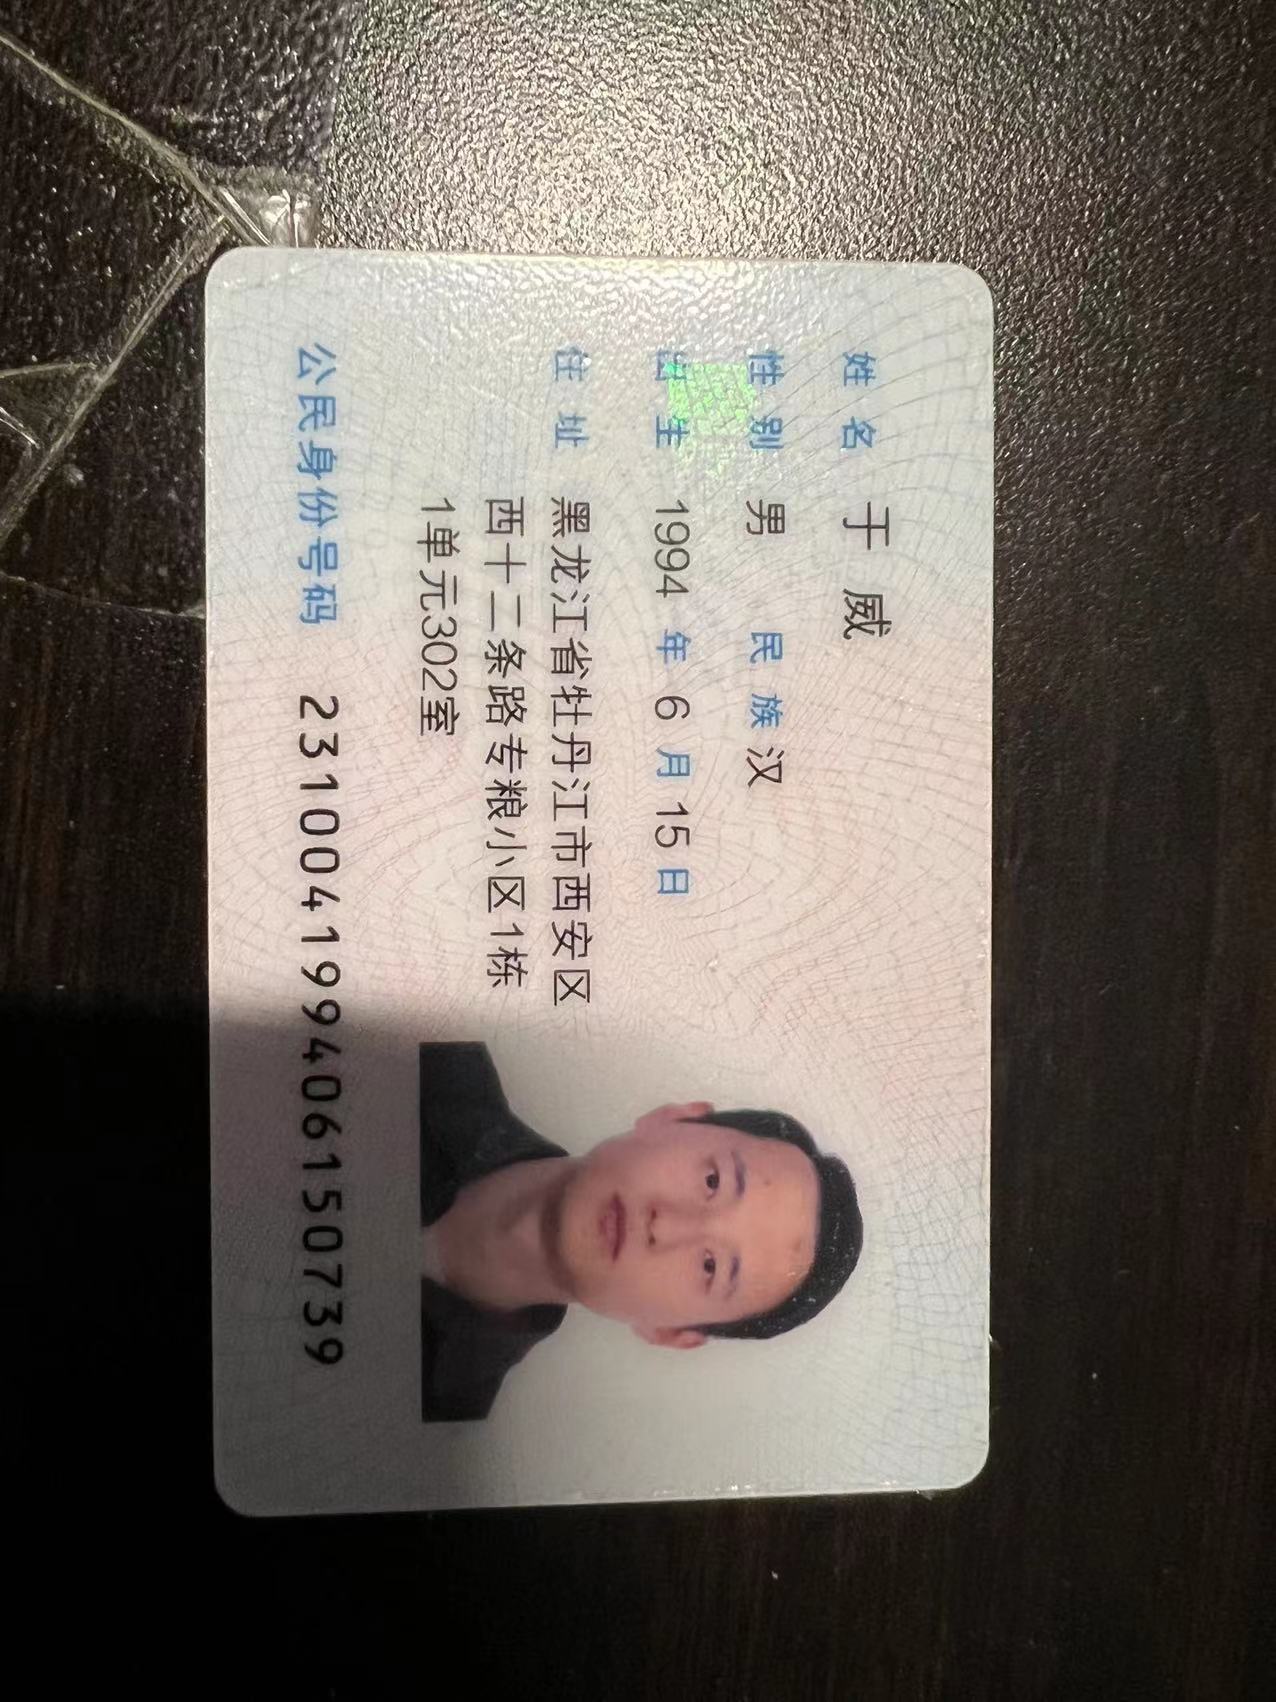 姓名 于威
性别 男 民族 汉
出生 1994 年 6 月 15 日
住址 黑龙江省牡丹江市西安区
西十二条路专粮小区1栋
1单元302室
公民身份号码 231004199406150739